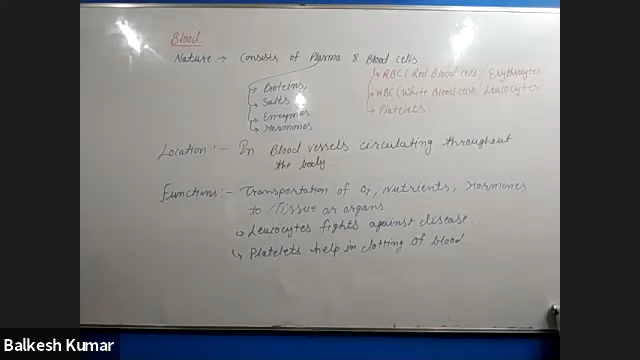 Blood
Nature → Consists of Plasma & Blood cells
→ Proteins,
→ Salts
→ Enzymes
→ Hormones
→ RBC (Red Blood cells / Erythrocytes
→ WBC (White Blood cells / Leucocytes
→ Platelets
Location :- In Blood vessels circulating throughout
the body.
Functions :- Transportation of O₂, nutrients, Hormones
to Tissue or organs.
↳ Leucocytes fights against disease.
↳ Platelets help in clotting of blood
Balkesh Kumar